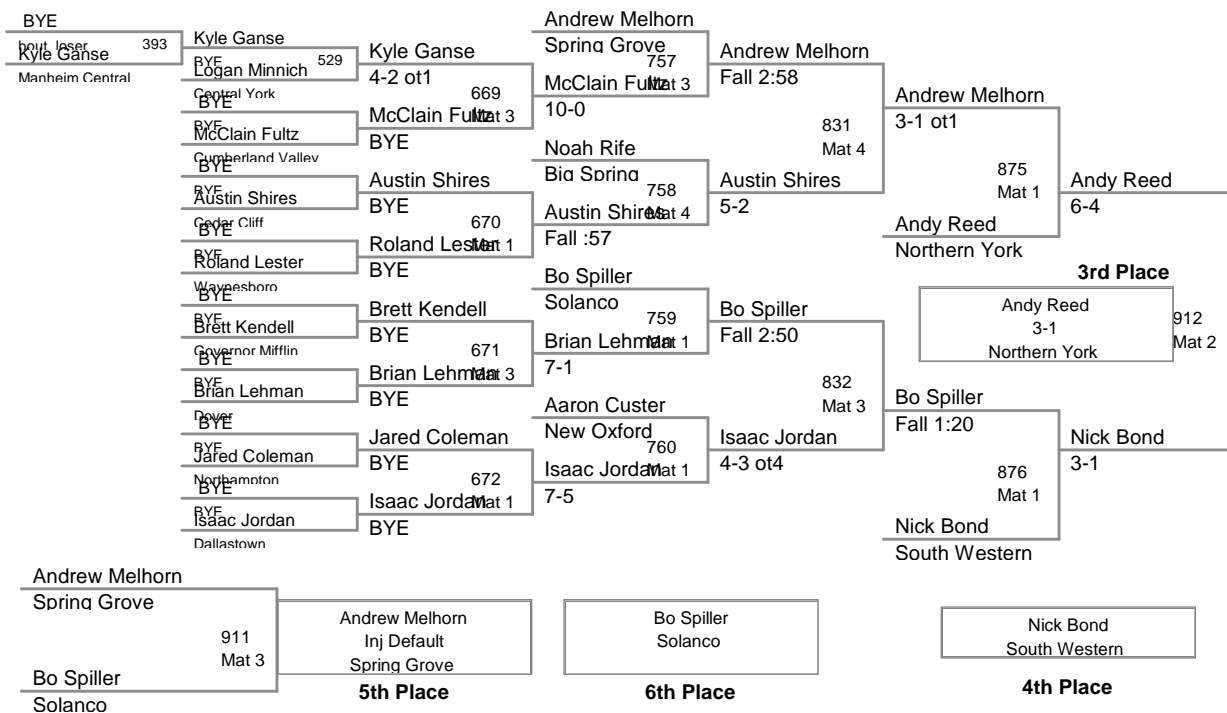 BYE
bout loser 393
Kyle Ganse
Manheim Central
Kyle Ganse
BYE 529
Logan Minnich
Central York
BYE
BYE
McClain Fultz
Cumberland Valley
BYE
BYE
Austin Shires
Cedar Cliff
BYE
BYE
Roland Lester
Waynesboro
BYE
BYE
Brett Kendell
Governor Mifflin
BYE
BYE
Brian Lehman
Dover
BYE
BYE
Jared Coleman
Northampton
BYE
BYE
Isaac Jordan
Dallastown
Kyle Ganse
4-2 ot1
669
Mat 3
McClain Fultz
BYE
Austin Shires
BYE
670
Mat 1
Roland Lester
BYE
Brett Kendell
BYE
671
Mat 3
Brian Lehman
BYE
Jared Coleman
BYE
672
Mat 1
Isaac Jordan
BYE
Andrew Melhorn
Spring Grove
757
Mat 3
McClain Fultz
10-0
Noah Rife
Big Spring
758
Mat 4
Austin Shires
Fall :57
Bo Spiller
Solanco
759
Mat 1
Brian Lehman
7-1
Aaron Custer
New Oxford
760
Mat 1
Isaac Jordan
7-5
Andrew Melhorn
Fall 2:58
831
Mat 4
Austin Shires
5-2
Bo Spiller
Fall 2:50
832
Mat 3
Isaac Jordan
4-3 ot4
Andrew Melhorn
3-1 ot1
875
Mat 1
Andy Reed
Northern York
Bo Spiller
Fall 1:20
876
Mat 1
Nick Bond
South Western
Andy Reed
6-4
3rd Place
Andy Reed
3-1
Northern York
912
Mat 2
Nick Bond
3-1
Andrew Melhorn
Spring Grove
911
Mat 3
Bo Spiller
Solanco
Andrew Melhorn
Inj Default
Spring Grove
5th Place
Bo Spiller
Solanco
6th Place
Nick Bond
South Western
4th Place